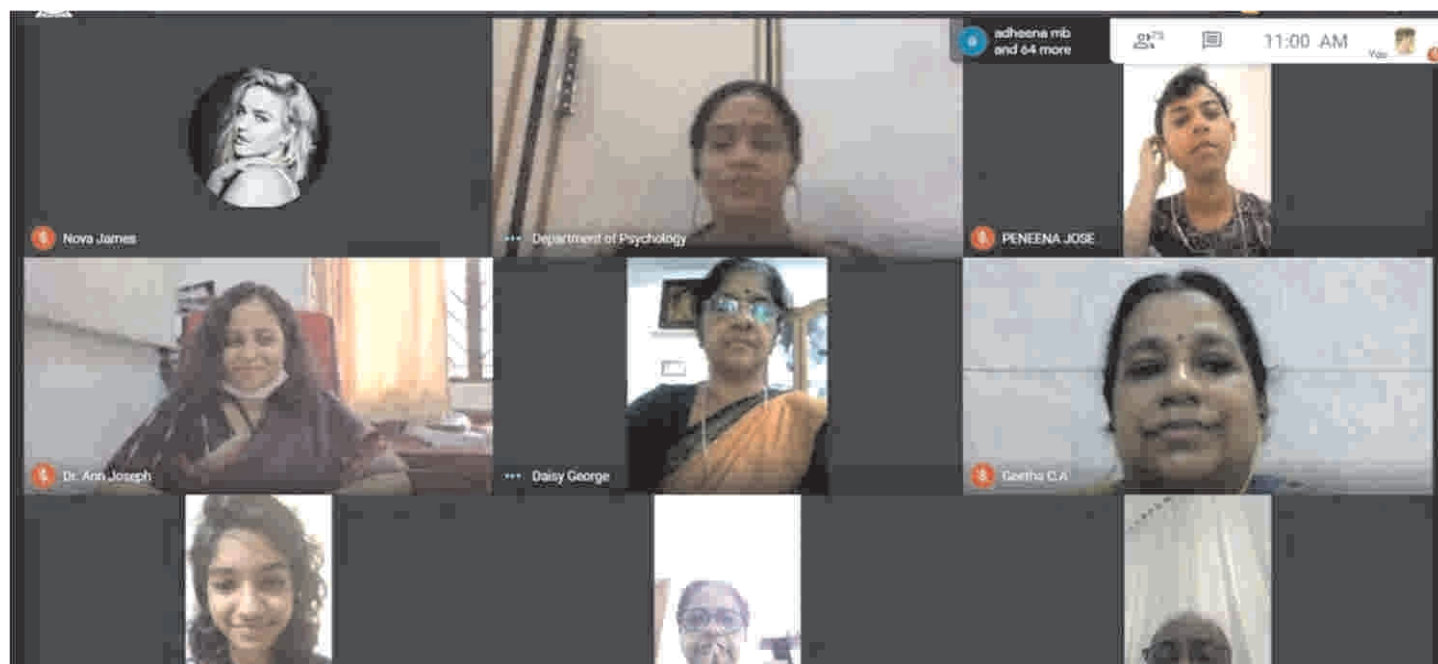 adheena mb
and 64 more
11:00 AM
You
Nova James
Department of Psychology
PENEENA JOSE
Dr. Ann Joseph
Daisy George
Geetha C.A